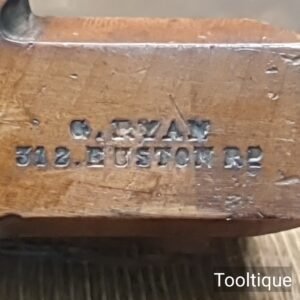 G. RYAN
312. EUSTON RD
Tooltique